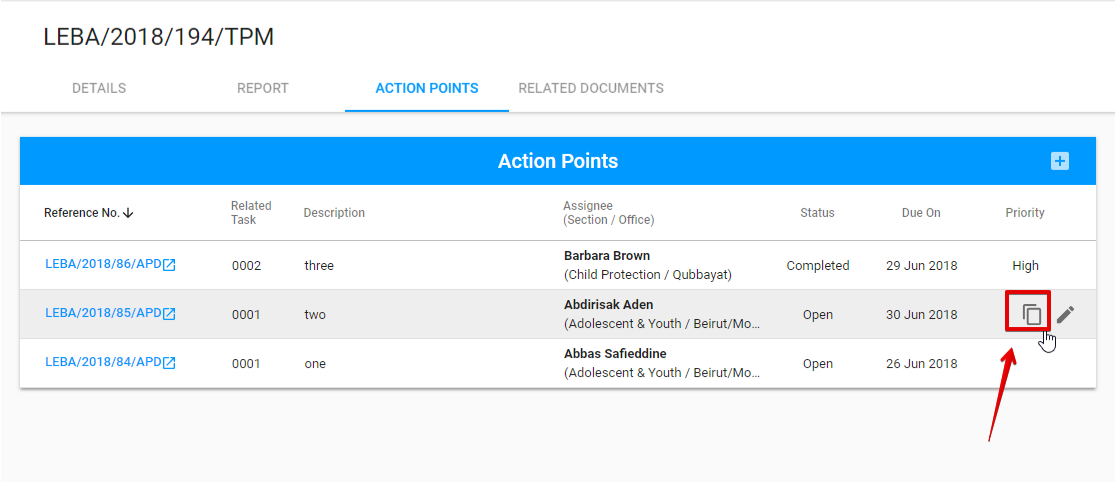 LEBA/2018/194/TPM
DETAILS REPORT ACTION POINTS RELATED DOCUMENTS
Action Points
Reference No. Related Task Description Assignee (Section / Office) Status Due On Priority
LEBA/2018/86/APD 0002 three Barbara Brown (Child Protection / Qubbayat) Completed 29 Jun 2018 High
LEBA/2018/85/APD 0001 two Abdirisak Aden (Adolescent & Youth / Beirut/Mo... Open 30 Jun 2018
LEBA/2018/84/APD 0001 one Abbas Safieddine (Adolescent & Youth / Beirut/Mo... Open 26 Jun 2018